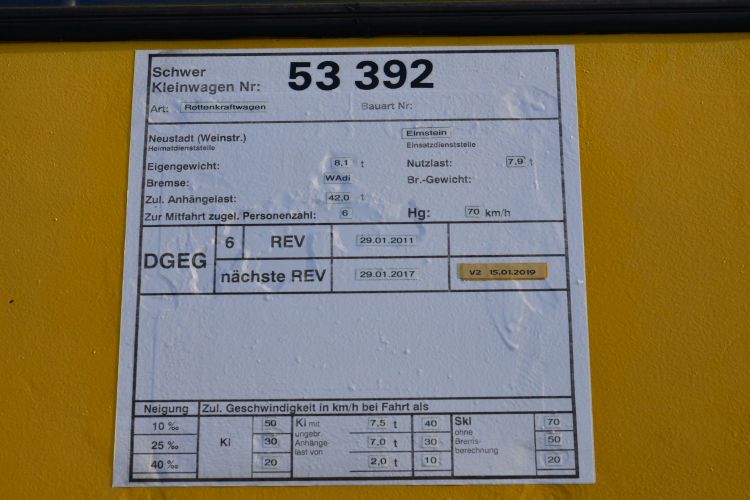 Schwer
Kleinwagen Nr: 53 392
Art: Rottenkraftwagen Bauart Nr:
Neustadt (Weinstr.) Elmstein
Heimatdienststelle Einsatzdienststelle
Eigengewicht: 8,1 t Nutzlast: 7,9 t
Bremse: WAdi Br.-Gewicht:
Zul. Anhängelast: 42,0 t
Zur Mitfahrt zugel. Personenzahl: 6 Hg: 70 km/h
DGEG 6 REV 29.01.2011
nächste REV 29.01.2017 V2 15.01.2019
Neigung Zul. Geschwindigkeit in km/h bei Fahrt als
10 ‰ Ki 50 Ki mit ungebr. Anhänge last von 7,5 t 40 Skl ohne Brems- berechnung 70
25 ‰ 30 7,0 t 30 50
40 ‰ 20 2,0 t 10 20